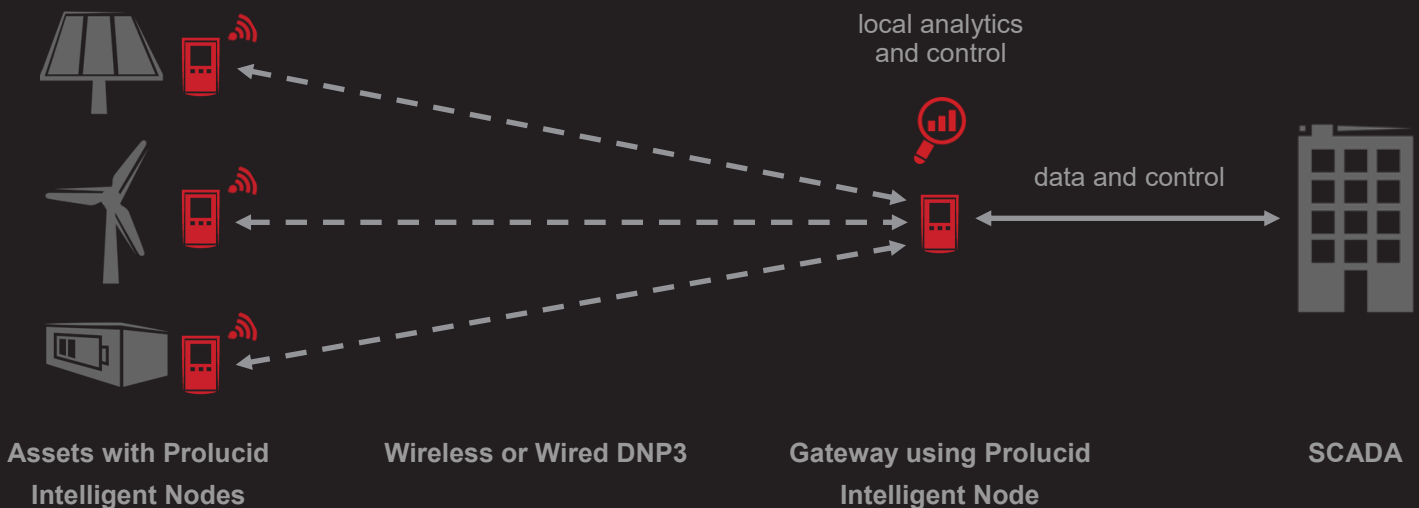 local analytics
and control
data and control
Assets with Prolucid
Intelligent Nodes
Wireless or Wired DNP3
Gateway using Prolucid
Intelligent Node
SCADA